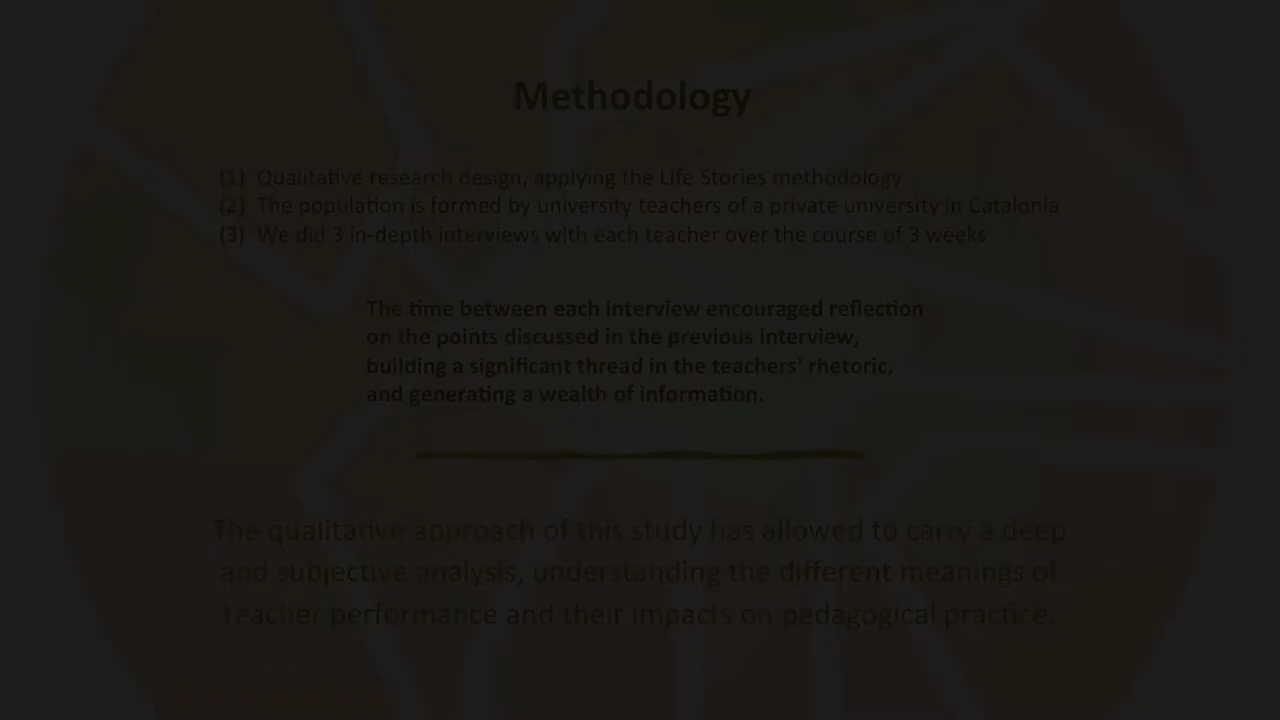 Methodology
(1) Qualitative research design, applying the Life Stories methodology
(2) The population is formed by university teachers of a private university in Catalonia
(3) We did 3 in-depth interviews with each teacher over the course of 3 weeks
The time between each interview encouraged reflection
on the points discussed in the previous interview,
building a significant thread in the teachers' rhetoric,
and generating a wealth of information.
The qualitative approach of this study has allowed to carry a deep
and subjective analysis, understanding the different meanings of
Teacher performance and their impacts on pedagogical practice.